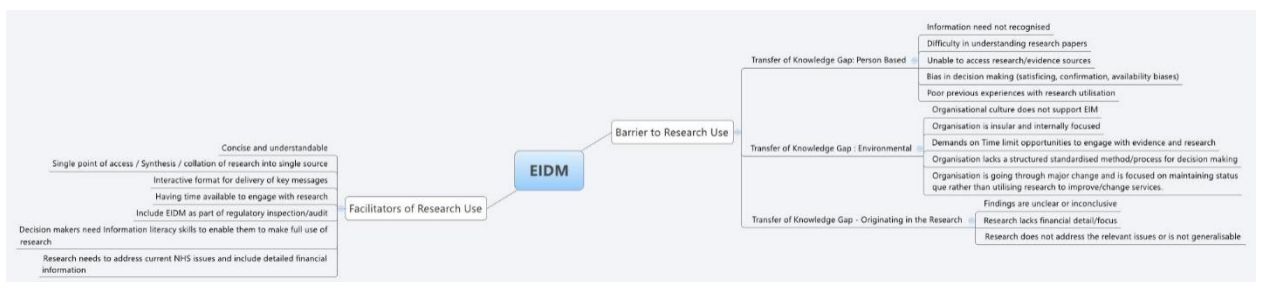 EIDM
Barrier to Research Use
Transfer of Knowledge Gap: Person Based
Information need not recognised
Difficulty in understanding research papers
Unable to access research/evidence sources
Bias in decision making (satisficing, confirmation, availability biases)
Poor previous experiences with research utilisation
Transfer of Knowledge Gap : Environmental
Organisational culture does not support EIM
Organisation is insular and internally focused
Demands on Time limit opportunities to engage with evidence and research
Organisation lacks a structured standardised method/process for decision making
Organisation is going through major change and is focused on maintaining status
que rather than utilising research to improve/change services.
Transfer of Knowledge Gap - Originating in the Research
Findings are unclear or inconclusive
Research lacks financial detail/focus
Research does not address the relevant issues or is not generalisable
Facilitators of Research Use
Concise and understandable
Single point of access / Synthesis / collation of research into single source
Interactive format for delivery of key messages
Having time available to engage with research
Include EIDM as part of regulatory inspection/audit
Decision makers need Information literacy skills to enable them to make full use of
research
Research needs to address current NHS issues and include detailed financial
information